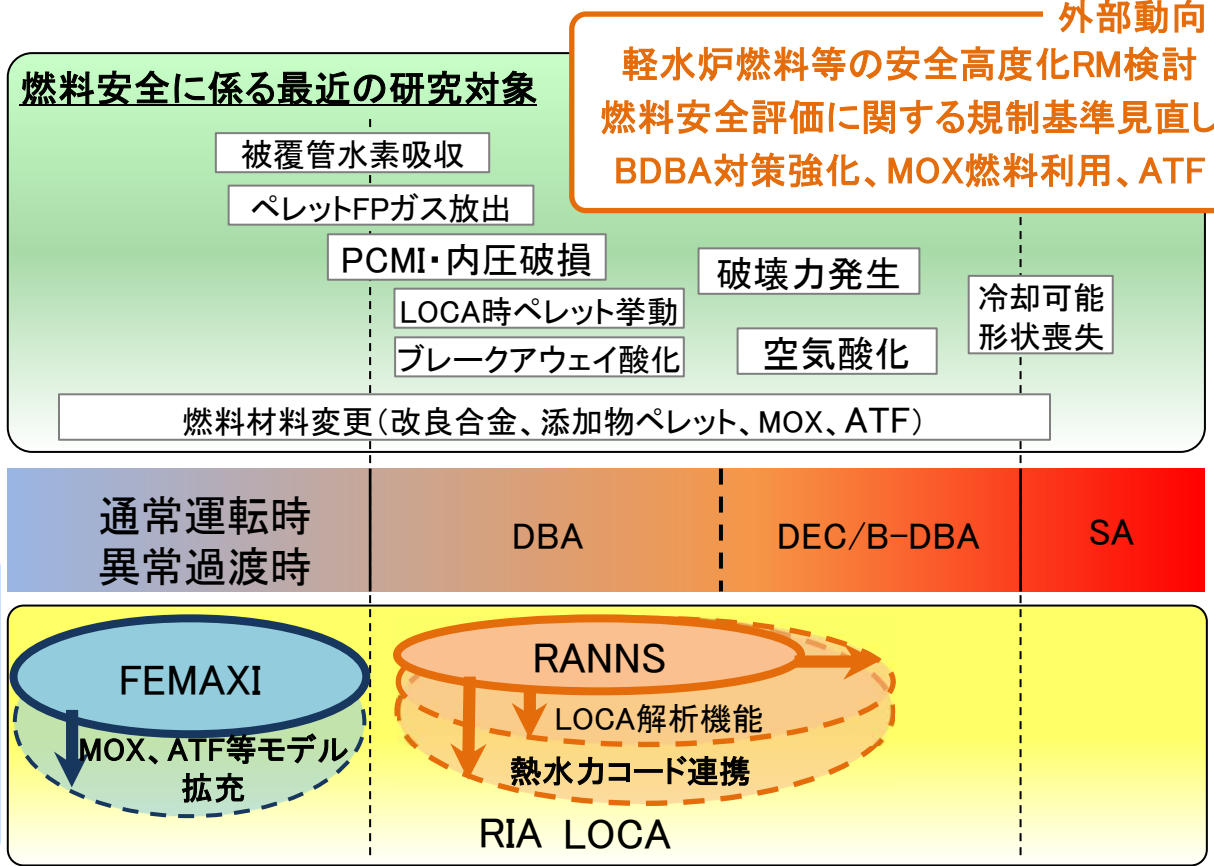 外部動向
軽水炉燃料等の安全高度化RM検討
燃料安全評価に関する規制基準見直し
BDBA対策強化、MOX燃料利用、ATF
燃料安全に係る最近の研究対象
被覆管水素吸収
ペレットFPガス放出
PCMI・内圧破損
破壊力発生
LOCA時ペレット挙動
冷却可能
形状喪失
ブレークアウェイ酸化
空気酸化
燃料材料変更(改良合金、添加物ペレット、MOX、ATF)
通常運転時
異常過渡時
DBA
DEC/B-DBA
SA
FEMAXI
MOX、ATF等モデル
拡充
RANNS
LOCA解析機能
熱水力コード連携
RIA LOCA